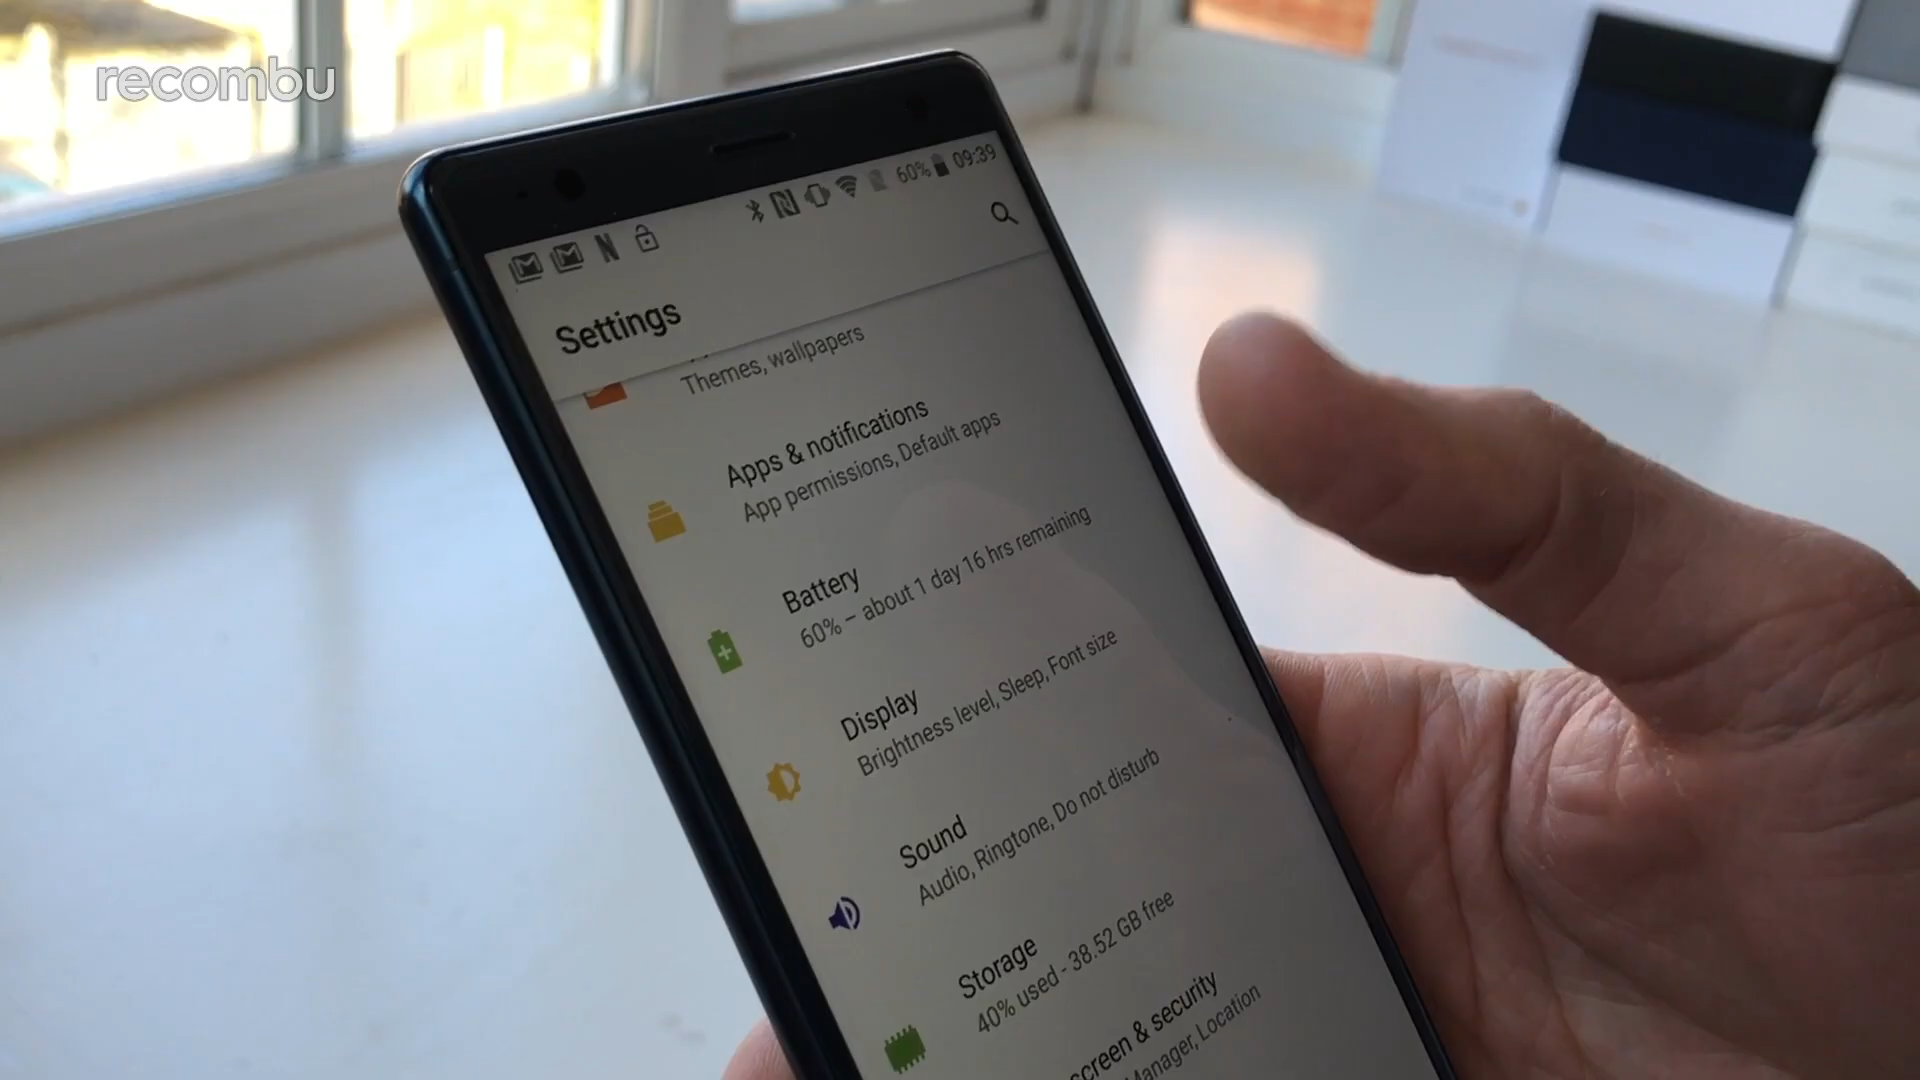 recombu
60% 09:39
Settings
Themes, wallpapers
Apps & notifications
App permissions, Default apps
Battery
60% – about 1 day 16 hrs remaining
Display
Brightness level, Sleep, Font size
Sound
Audio, Ringtone, Do not disturb
Storage
40% used - 38.52 GB free
screen & security
Manager, Location